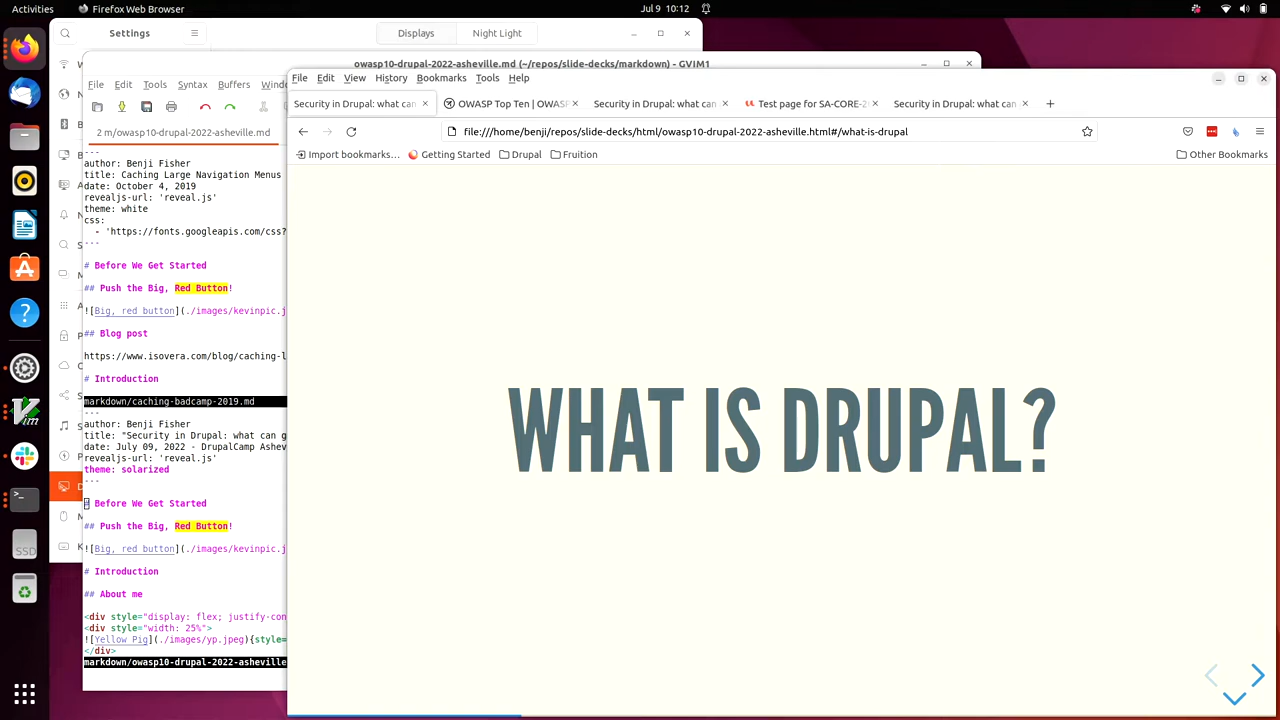 Activities
Firefox Web Browser
Jul 9 10:12
Settings
Displays
Night Light
owasp10-drupal-2022-asheville.md (~/repos/slide-decks/markdown) - GVIM1
File Edit Tools Syntax Buffers Windo
2 m/owasp10-drupal-2022-asheville.md
---
author: Benji Fisher
title: Caching Large Navigation Menus
date: October 4, 2019
revealjs-url: 'reveal.js'
theme: white
css:
- 'https://fonts.googleapis.com/css?
---
# Before We Get Started
## Push the Big, Red Button!
![Big, red button](./images/kevinpic.j
## Blog post
https://www.isovera.com/blog/caching-l
# Introduction
markdown/caching-badcamp-2019.md
---
author: Benji Fisher
title: "Security in Drupal: what can g
date: July 09, 2022 - DrupalCamp Ashev
revealjs-url: 'reveal.js'
theme: solarized
---
# Before We Get Started
## Push the Big, Red Button!
![Big, red button](./images/kevinpic.j
# Introduction
## About me
<div style="display: flex; justify-con
<div style="width: 25%">
![Yellow Pig](./images/yp.jpeg){style=
</div>
markdown/owasp10-drupal-2022-asheville
File Edit View History Bookmarks Tools Help
Security in Drupal: what can
OWASP Top Ten | OWAS
Security in Drupal: what can
Test page for SA-CORE-2
Security in Drupal: what can
file:///home/benji/repos/slide-decks/html/owasp10-drupal-2022-asheville.html#/what-is-drupal
Import bookmarks...
Getting Started
Drupal
Fruition
Other Bookmarks
WHAT IS DRUPAL?
SSD